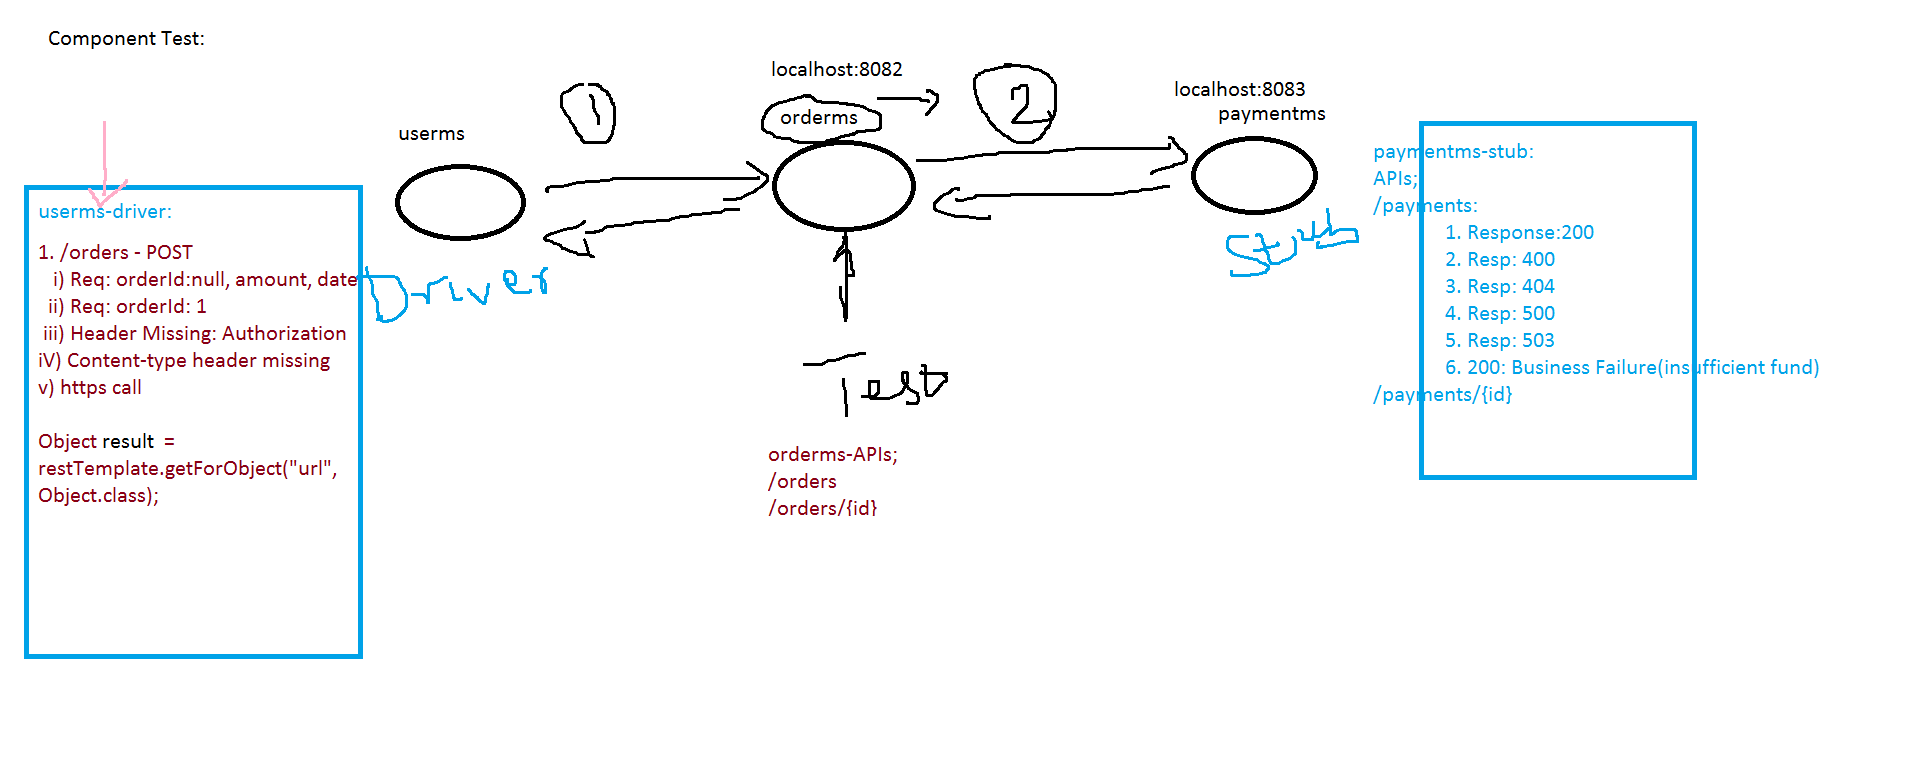 Component Test:
localhost:8082
localhost:8083
1
2
userms
orderms
paymentms
userms-driver:
1. /orders - POST
i) Req: orderId:null, amount, date
ii) Req: orderId: 1
iii) Header Missing: Authorization
iV) Content-type header missing
v) https call
Object result =
restTemplate.getForObject("url",
Object.class);
Driver
Test
orderms-APIs;
/orders
/orders/{id}
Stub
paymentms-stub:
APIs;
/payments:
1. Response:200
2. Resp: 400
3. Resp: 404
4. Resp: 500
5. Resp: 503
6. 200: Business Failure(insufficient fund)
/payments/{id}